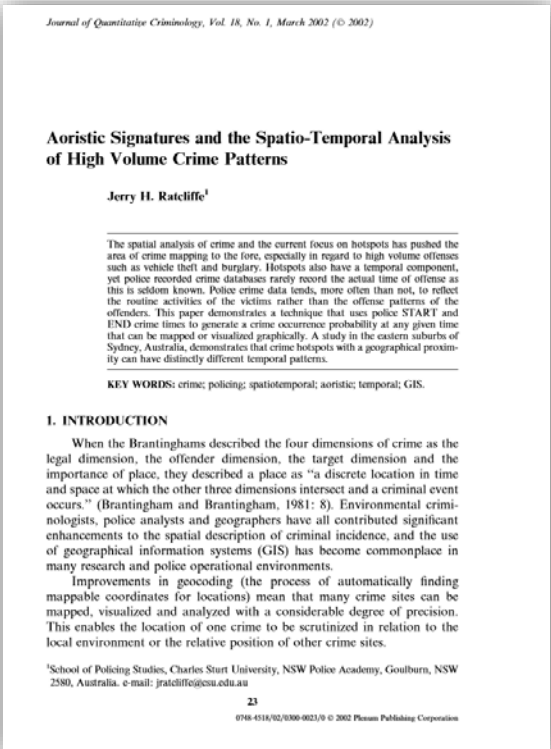 Journal of Quantitative Criminology, Vol. 18, No. 1, March 2002 (© 2002)
Aoristic Signatures and the Spatio-Temporal Analysis
of High Volume Crime Patterns
Jerry H. Ratcliffe¹
The spatial analysis of crime and the current focus on hotspots has pushed the
area of crime mapping to the fore, especially in regard to high volume offenses
such as vehicle theft and burglary. Hotspots also have a temporal component,
yet police recorded crime databases rarely record the actual time of offense as
this is seldom known. Police crime data tends, more often than not, to reflect
the routine activities of the victims rather than the offense patterns of the
offenders. This paper demonstrates a technique that uses police START and
END crime times to generate a crime occurrence probability at any given time
that can be mapped or visualized graphically. A study in the eastern suburbs of
Sydney, Australia, demonstrates that crime hotspots with a geographical proxim-
ity can have distinctly different temporal patterns.
KEY WORDS: crime; policing; spatiotemporal; aoristic; temporal; GIS.
1. INTRODUCTION
When the Brantinghams described the four dimensions of crime as the
legal dimension, the offender dimension, the target dimension and the
importance of place, they described a place as “a discrete location in time
and space at which the other three dimensions intersect and a criminal event
occurs.” (Brantingham and Brantingham, 1981: 8). Environmental crimi-
nologists, police analysts and geographers have all contributed significant
enhancements to the spatial description of criminal incidence, and the use
of geographical information systems (GIS) has become commonplace in
many research and police operational environments.
Improvements in geocoding (the process of automatically finding
mappable coordinates for locations) mean that many crime sites can be
mapped, visualized and analyzed with a considerable degree of precision.
This enables the location of one crime to be scrutinized in relation to the
local environment or the relative position of other crime sites.
¹School of Policing Studies, Charles Sturt University, NSW Police Academy, Goulburn, NSW
2580, Australia. e-mail: jratcliffe@csu.edu.au
23
0748-4518/02/0300-0023/0 © 2002 Plenum Publishing Corporation